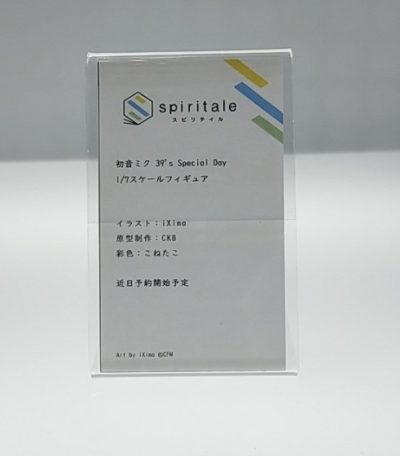 spiritale
スピリテイル
初音ミク 39's Special Day
1/7スケールフィギュア
イラスト：iXima
原型制作：CKB
彩色：こねたこ
近日予約開始予定
Art by iXima ©CFM